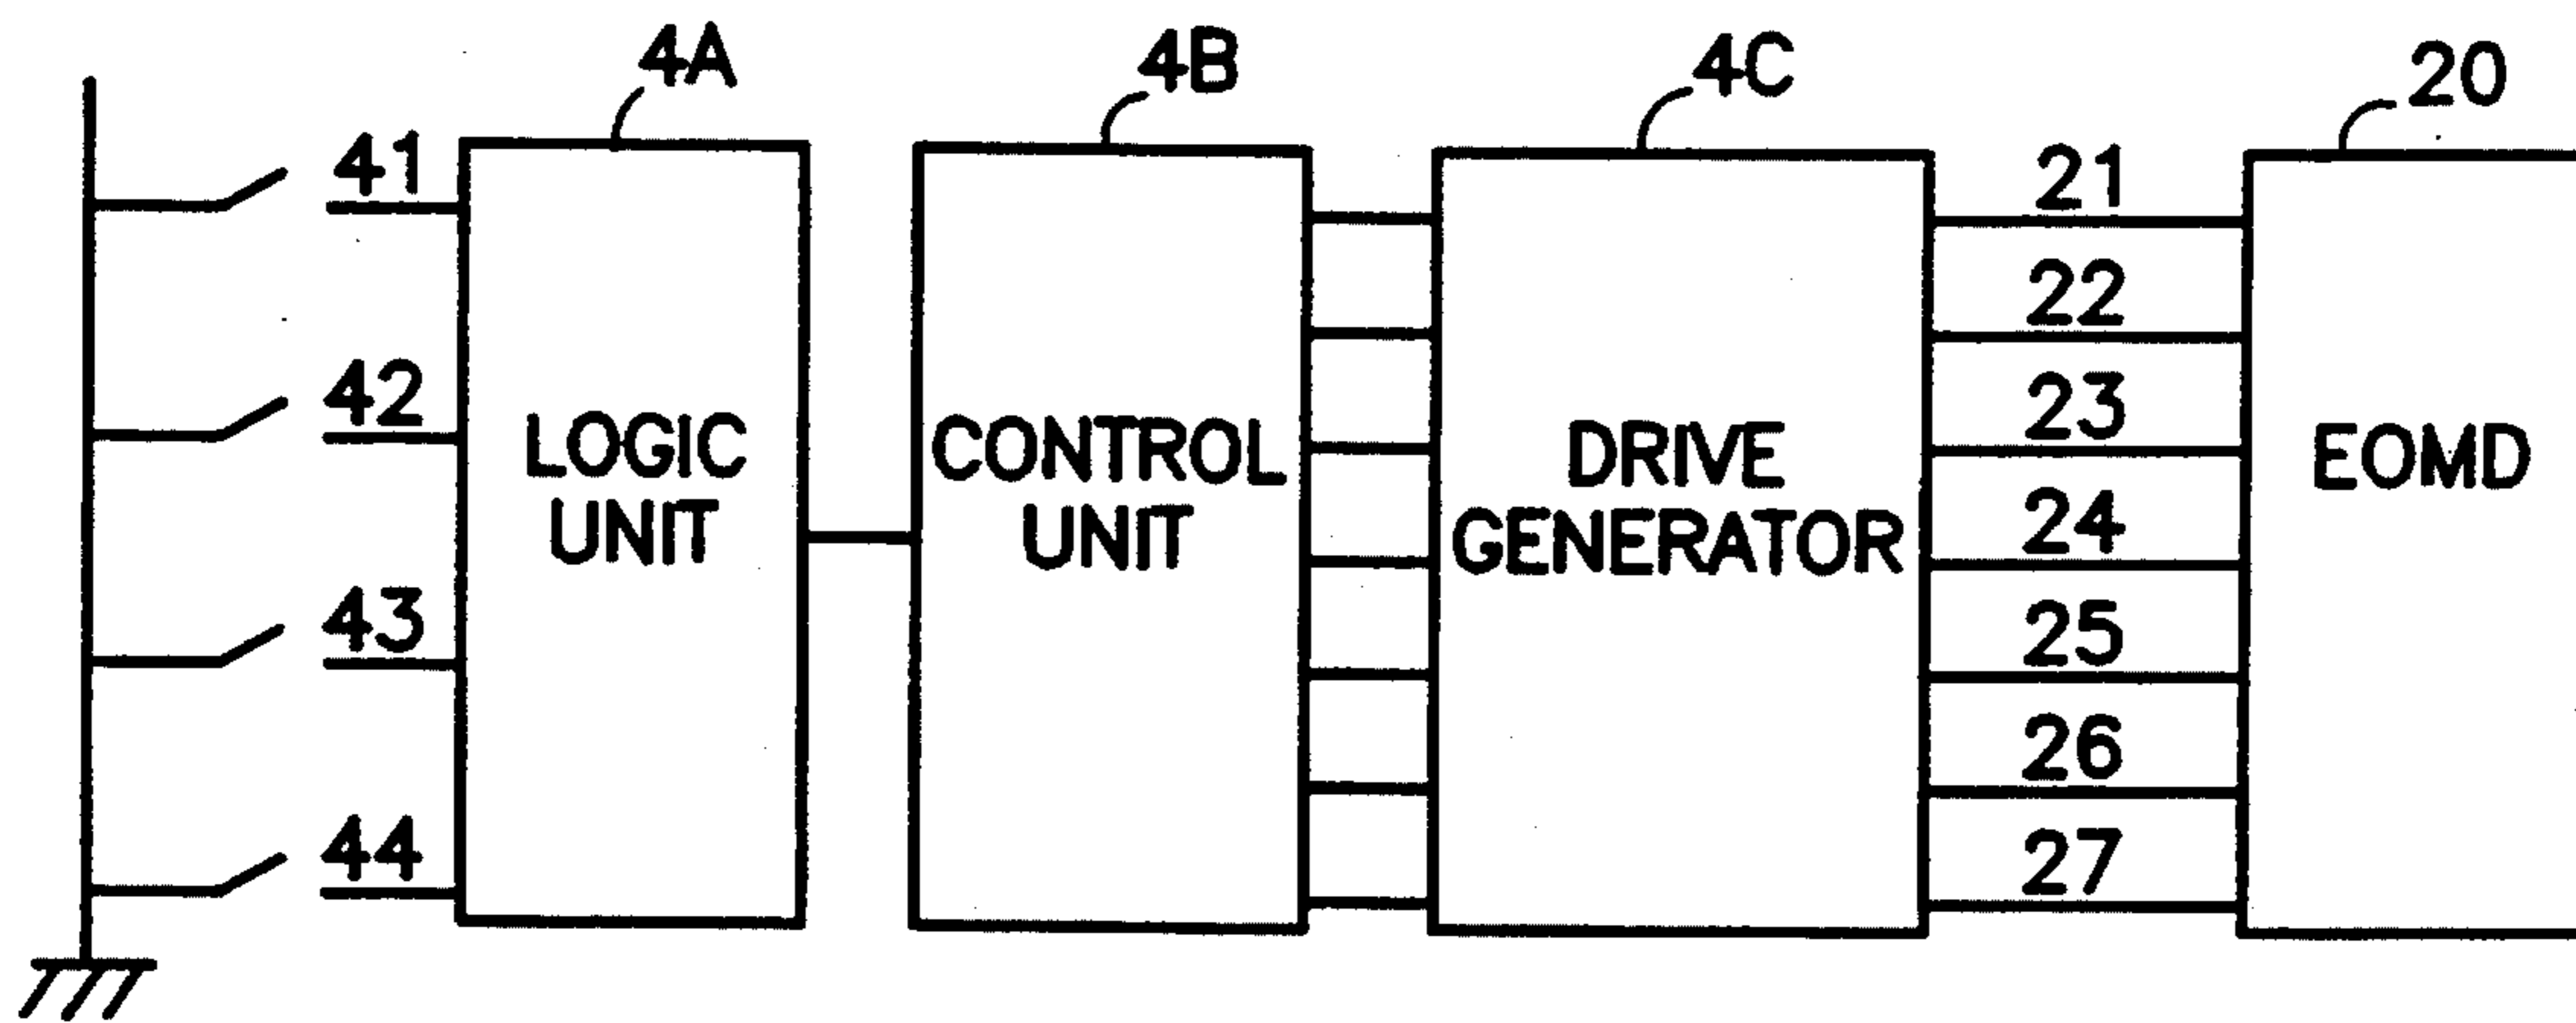 4A
4B
4C
20
41
42
43
44
LOGIC
UNIT
CONTROL
UNIT
DRIVE
GENERATOR
21
22
23
24
25
26
27
EOMD